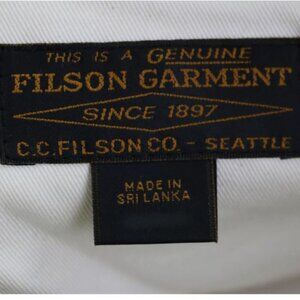 THIS IS A GENUINE
FILSON GARMENT
SINCE 1897
C.C. FILSON CO. - SEATTLE
MADE IN
SRI LANKA